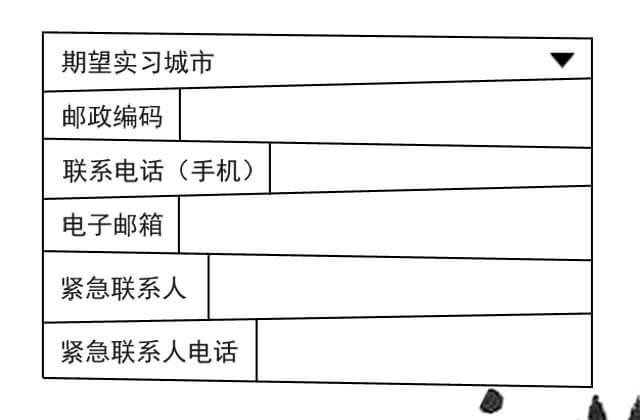 期望实习城市
邮政编码
联系电话（手机）
电子邮箱
紧急联系人
紧急联系人电话